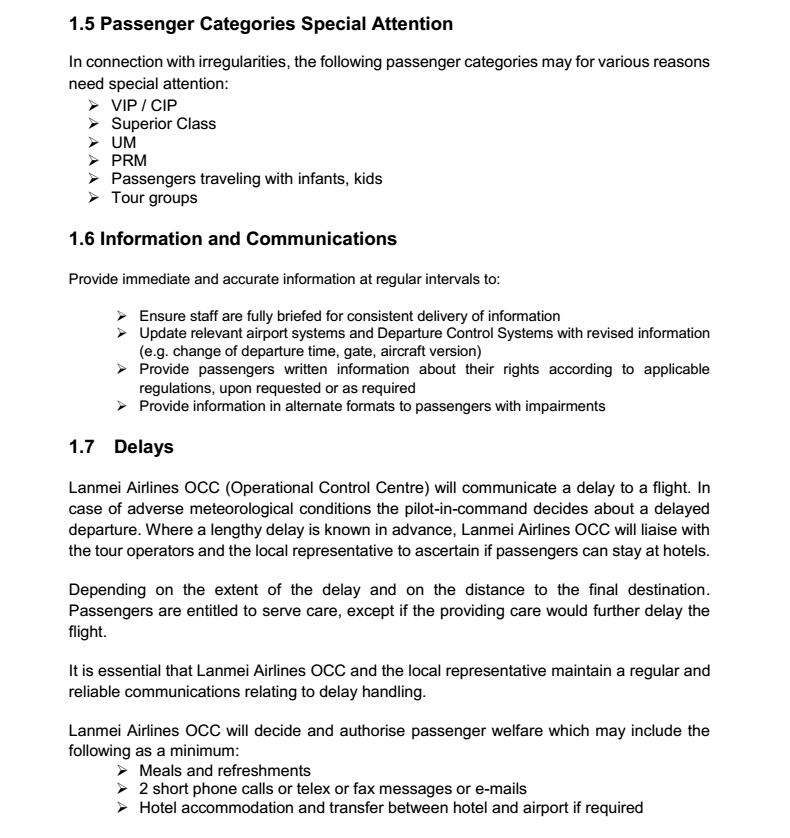 1.5 Passenger Categories Special Attention
In connection with irregularities, the following passenger categories may for various reasons
need special attention:
➢ VIP / CIP
➢ Superior Class
➢ UM
➢ PRM
➢ Passengers traveling with infants, kids
➢ Tour groups
1.6 Information and Communications
Provide immediate and accurate information at regular intervals to:
➢ Ensure staff are fully briefed for consistent delivery of information
➢ Update relevant airport systems and Departure Control Systems with revised information
(e.g. change of departure time, gate, aircraft version)
➢ Provide passengers written information about their rights according to applicable
regulations, upon requested or as required
➢ Provide information in alternate formats to passengers with impairments
1.7 Delays
Lanmei Airlines OCC (Operational Control Centre) will communicate a delay to a flight. In
case of adverse meteorological conditions the pilot-in-command decides about a delayed
departure. Where a lengthy delay is known in advance, Lanmei Airlines OCC will liaise with
the tour operators and the local representative to ascertain if passengers can stay at hotels.
Depending on the extent of the delay and on the distance to the final destination.
Passengers are entitled to serve care, except if the providing care would further delay the
flight.
It is essential that Lanmei Airlines OCC and the local representative maintain a regular and
reliable communications relating to delay handling.
Lanmei Airlines OCC will decide and authorise passenger welfare which may include the
following as a minimum:
➢ Meals and refreshments
➢ 2 short phone calls or telex or fax messages or e-mails
➢ Hotel accommodation and transfer between hotel and airport if required